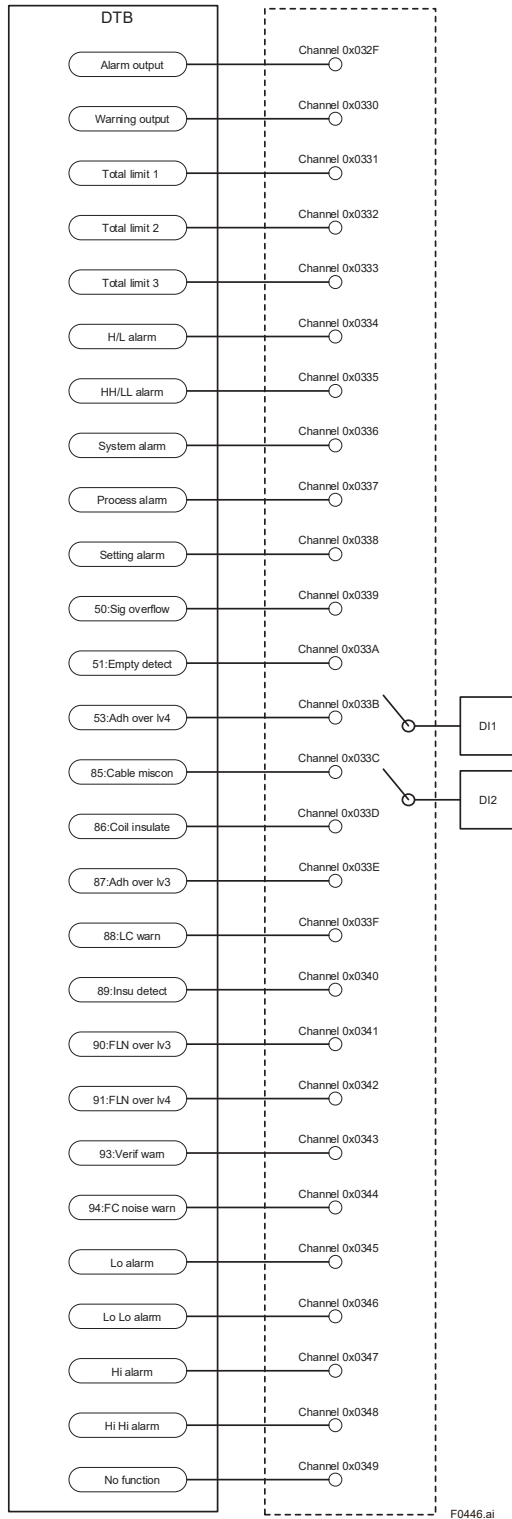 DTB
Alarm output
Channel 0x032F
Warning output
Channel 0x0330
Total limit 1
Channel 0x0331
Total limit 2
Channel 0x0332
Total limit 3
Channel 0x0333
H/L alarm
Channel 0x0334
HH/LL alarm
Channel 0x0335
System alarm
Channel 0x0336
Process alarm
Channel 0x0337
Setting alarm
Channel 0x0338
50:Sig overflow
Channel 0x0339
51:Empty detect
Channel 0x033A
53:Adh over lv4
Channel 0x033B
DI1
85:Cable miscon
Channel 0x033C
DI2
86:Coil insulate
Channel 0x033D
87:Adh over lv3
Channel 0x033E
88:LC warn
Channel 0x033F
89:Insu detect
Channel 0x0340
90:FLN over lv3
Channel 0x0341
91:FLN over lv4
Channel 0x0342
93:Verif warn
Channel 0x0343
94:FC noise warn
Channel 0x0344
Lo alarm
Channel 0x0345
Lo Lo alarm
Channel 0x0346
Hi alarm
Channel 0x0347
Hi Hi alarm
Channel 0x0348
No function
Channel 0x0349
F0446.ai